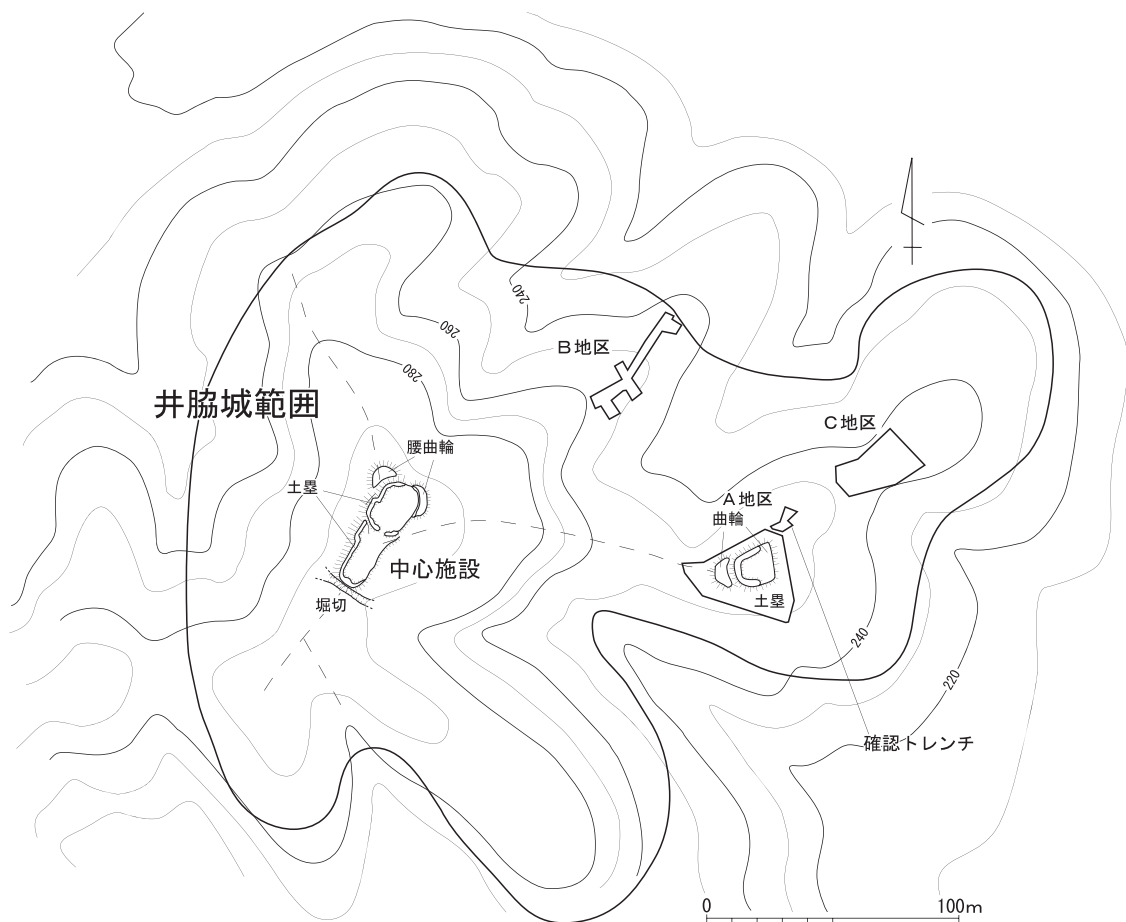 240
260
B地区
280
井脇城範囲
腰曲輪
C地区
土塁
A地区
曲輪
中心施設
堀切
土塁
240
220
確認トレンチ
0 100m